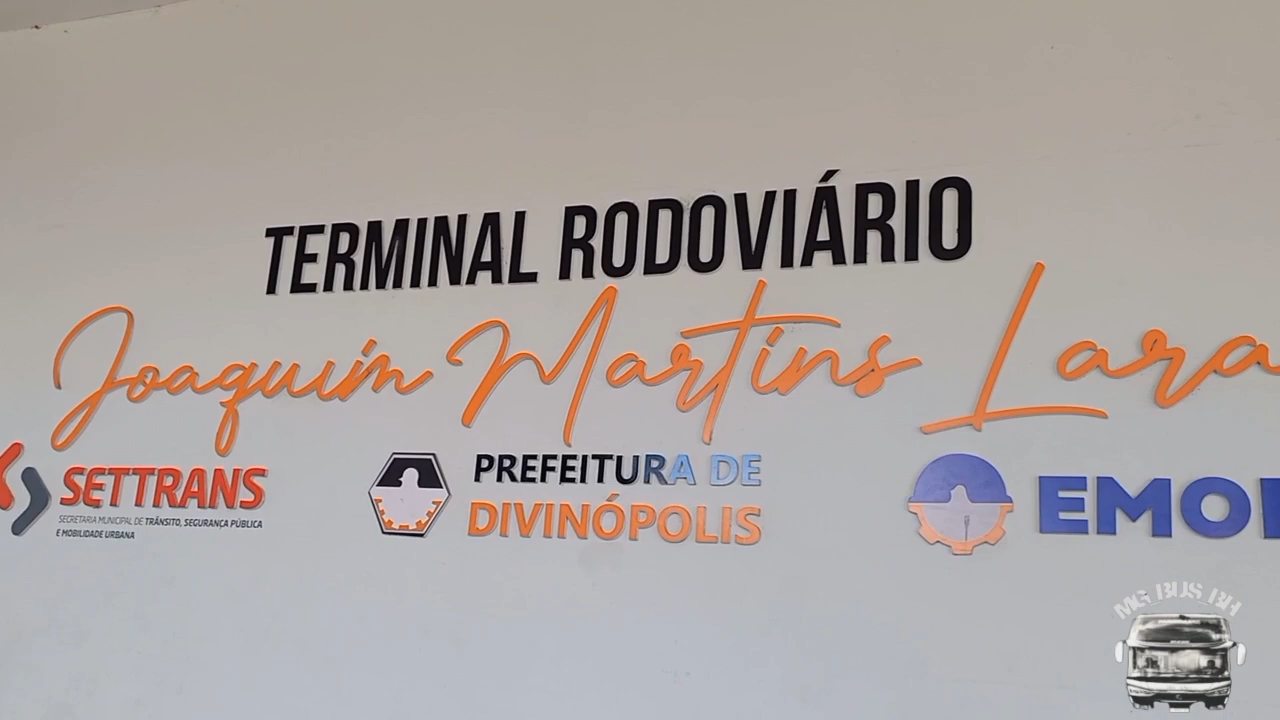 TERMINAL RODOVIÁRIO
Joaquim Martins Lara
SETTRANS
SECRETARIA MUNICIPAL DE TRÂNSITO, SEGURANÇA PÚBLICA
E MOBILIDADE URBANA
PREFEITURA DE
DIVINÓPOLIS
MG BUS BH